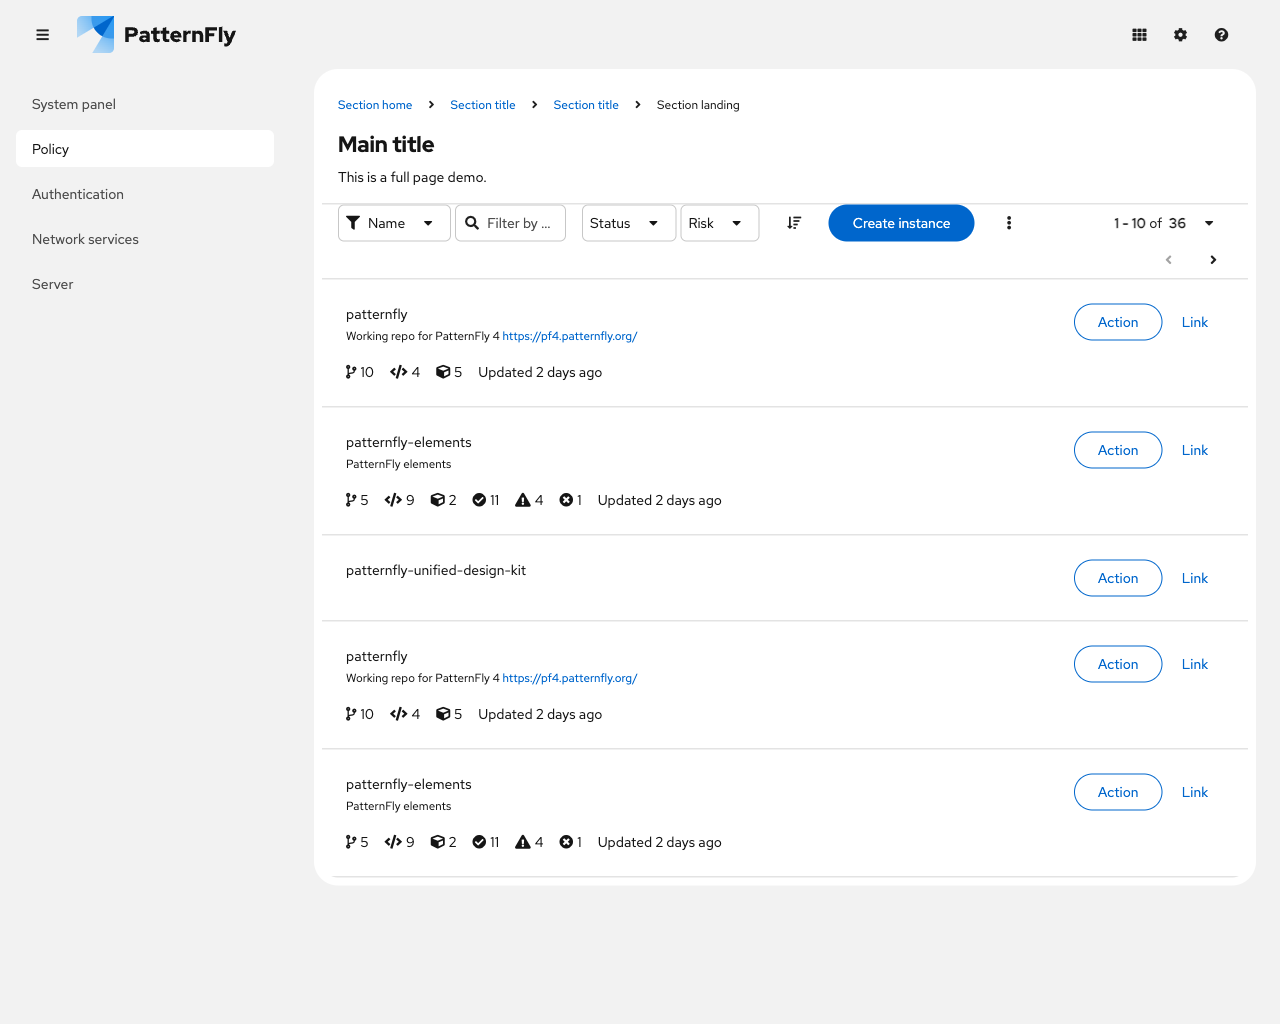 PatternFly
System panel
Policy
Authentication
Network services
Server
Section home Section title Section title Section landing
Main title
This is a full page demo.
Name Filter by ... Status Risk Create instance 1 - 10 of 36
patternfly
Working repo for PatternFly 4 https://pf4.patternfly.org/
10 4 5 Updated 2 days ago
Action Link
patternfly-elements
PatternFly elements
5 9 2 11 4 1 Updated 2 days ago
Action Link
patternfly-unified-design-kit
Action Link
patternfly
Working repo for PatternFly 4 https://pf4.patternfly.org/
10 4 5 Updated 2 days ago
Action Link
patternfly-elements
PatternFly elements
5 9 2 11 4 1 Updated 2 days ago
Action Link